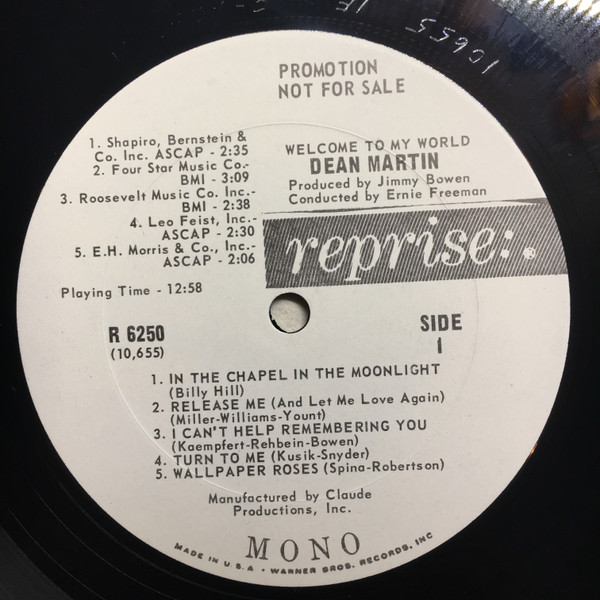 10655 1E
PROMOTION
NOT FOR SALE
1. Shapiro, Bernstein &
Co. Inc. ASCAP - 2:35
2. Four Star Music Co.-
BMI - 3:09
3. Roosevelt Music Co. Inc.-
BMI - 2:38
4. Leo Feist, Inc.-
ASCAP - 2:30
5. E.H. Morris & Co., Inc.-
ASCAP - 2:06
Playing Time - 12:58
WELCOME TO MY WORLD
DEAN MARTIN
Produced by Jimmy Bowen
Conducted by Ernie Freeman
reprise:. ®
R 6250
(10,655)
SIDE
1
1. IN THE CHAPEL IN THE MOONLIGHT
(Billy Hill)
2. RELEASE ME (And Let Me Love Again)
(Miller-Williams-Yount)
3. I CAN'T HELP REMEMBERING YOU
(Kaempfert-Rehbein-Bowen)
4. TURN TO ME (Kusik-Snyder)
5. WALLPAPER ROSES (Spina-Robertson)
Manufactured by Claude
Productions, Inc.
MONO
MADE IN U.S.A. • WARNER BROS. RECORDS, INC